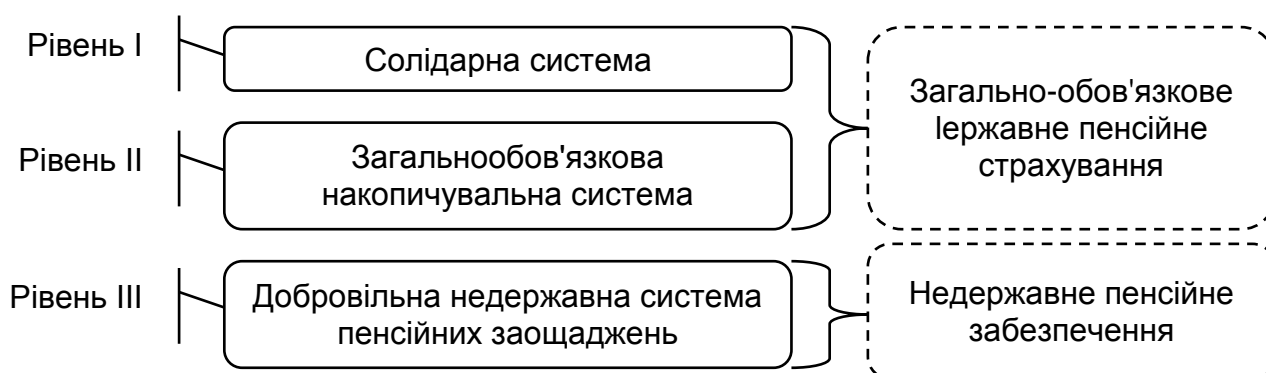 Рівень I
Солідарна система
Рівень II
Загальнообов'язкова
накопичувальна система
Загально-обов'язкове
Іержавне пенсійне
страхування
Рівень III
Добровільна недержавна система
пенсійних заощаджень
Недержавне пенсійне
забезпечення